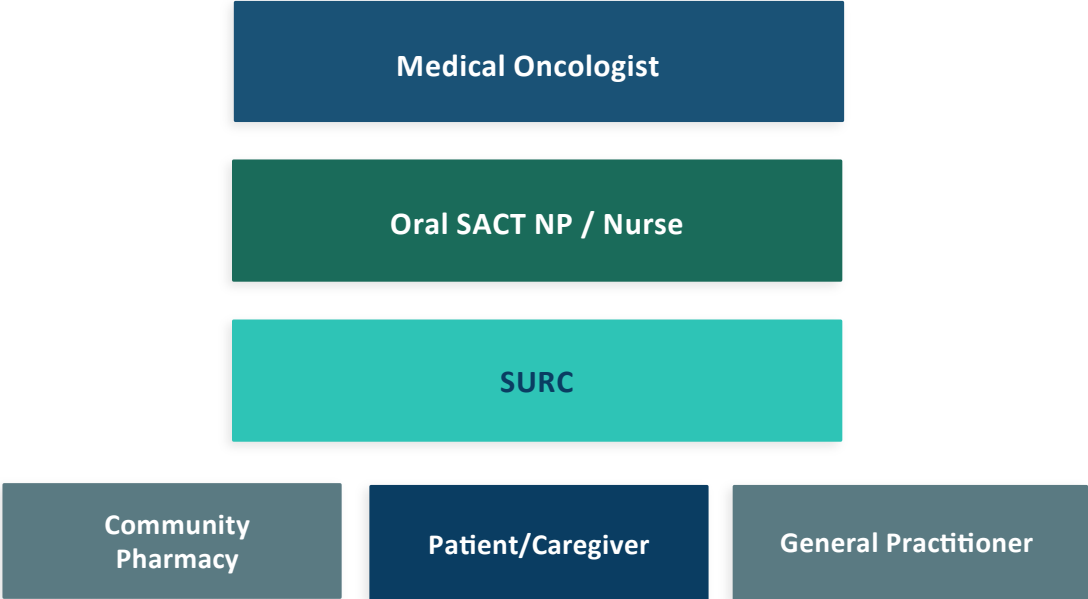 Medical Oncologist
Oral SACT NP / Nurse
SURC
Community
Pharmacy
Patient/Caregiver
General Practitioner